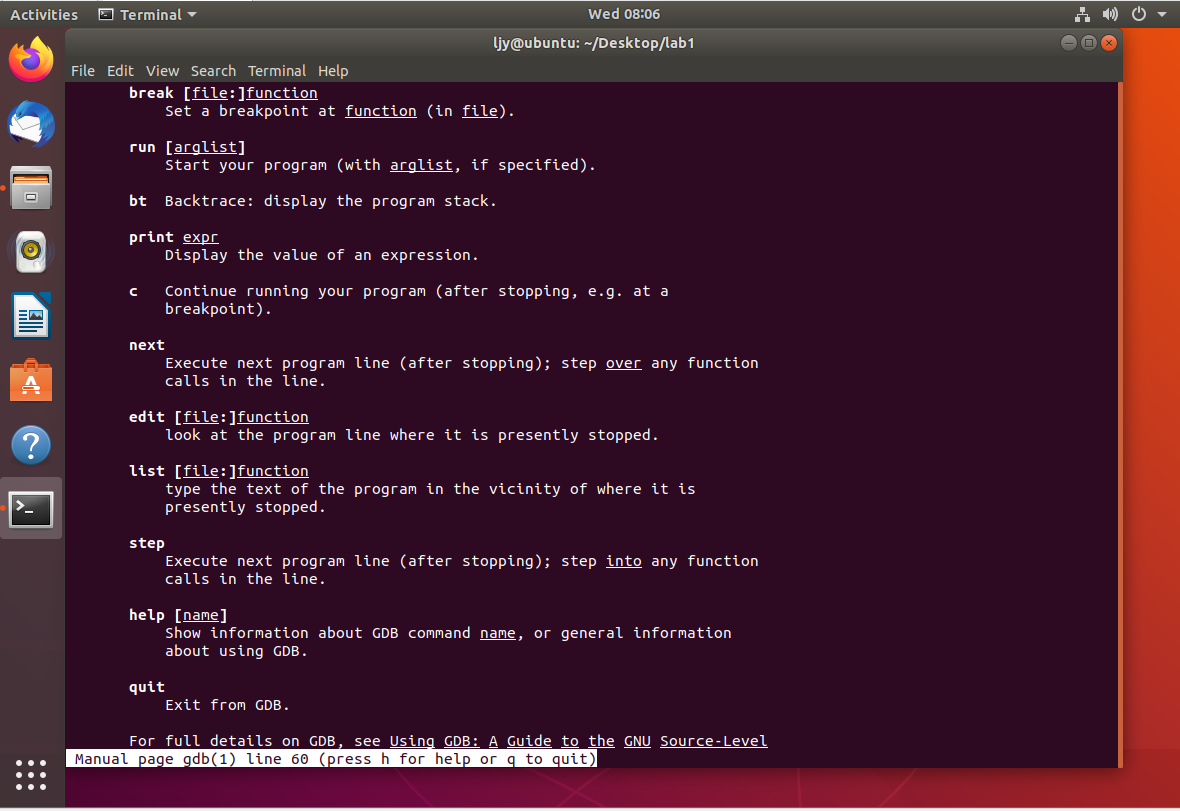 Activities Terminal Wed 08:06
ljy@ubuntu: ~/Desktop/lab1
File Edit View Search Terminal Help
break [file:]function
Set a breakpoint at function (in file).
run [arglist]
Start your program (with arglist, if specified).
bt Backtrace: display the program stack.
print expr
Display the value of an expression.
c Continue running your program (after stopping, e.g. at a
breakpoint).
next
Execute next program line (after stopping); step over any function
calls in the line.
edit [file:]function
look at the program line where it is presently stopped.
list [file:]function
type the text of the program in the vicinity of where it is
presently stopped.
step
Execute next program line (after stopping); step into any function
calls in the line.
help [name]
Show information about GDB command name, or general information
about using GDB.
quit
Exit from GDB.
For full details on GDB, see Using GDB: A Guide to the GNU Source-Level
Manual page gdb(1) line 60 (press h for help or q to quit)